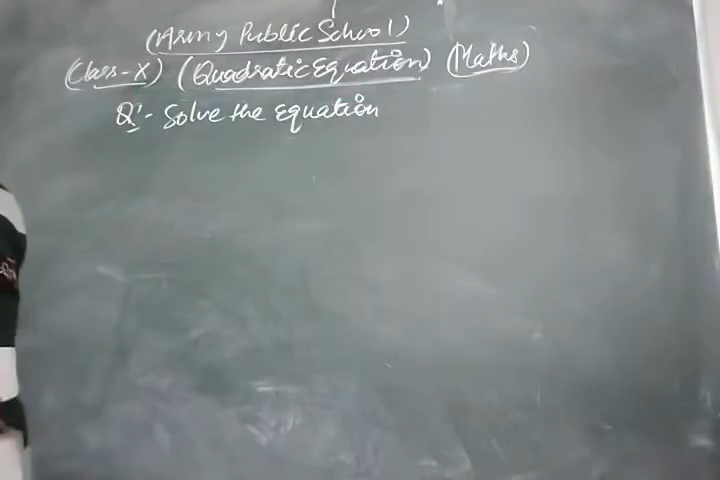 (Army Public School)
(Class-X) (Quadratic Equation) (Maths)
Q:- Solve the Equation